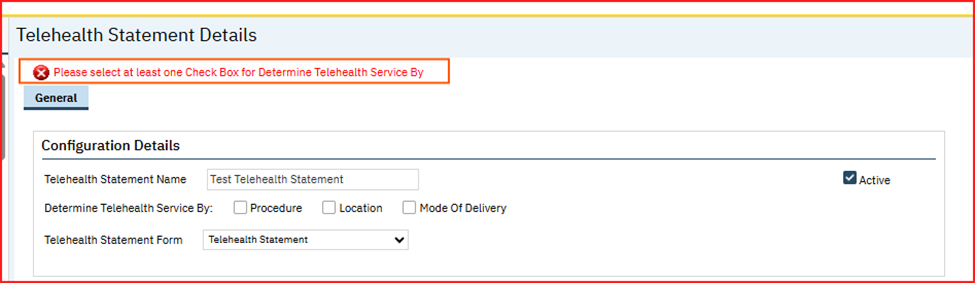 Telehealth Statement Details
Please select at least one Check Box for Determine Telehealth Service By
General
Configuration Details
Telehealth Statement Name Test Telehealth Statement Active
Determine Telehealth Service By: Procedure Location Mode Of Delivery
Telehealth Statement Form Telehealth Statement